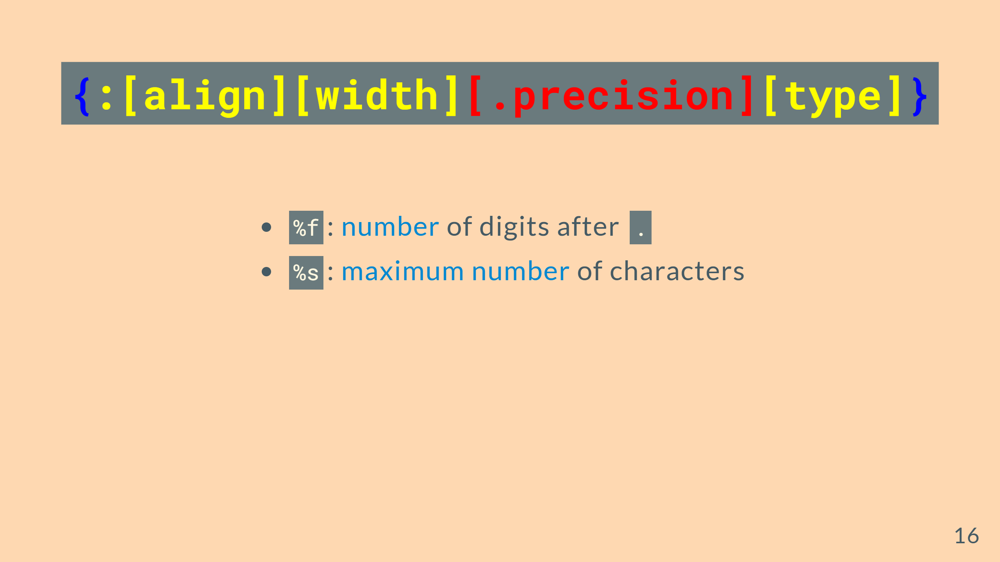 {:[align][width][.precision][type]}
• %f: number of digits after .
• %s: maximum number of characters
16